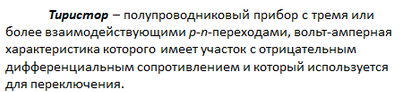 Тиристор – полупроводниковый прибор с тремя или
более взаимодействующими p-n-переходами, вольт-амперная
характеристика которого имеет участок с отрицательным
дифференциальным сопротивлением и который используется
для переключения.